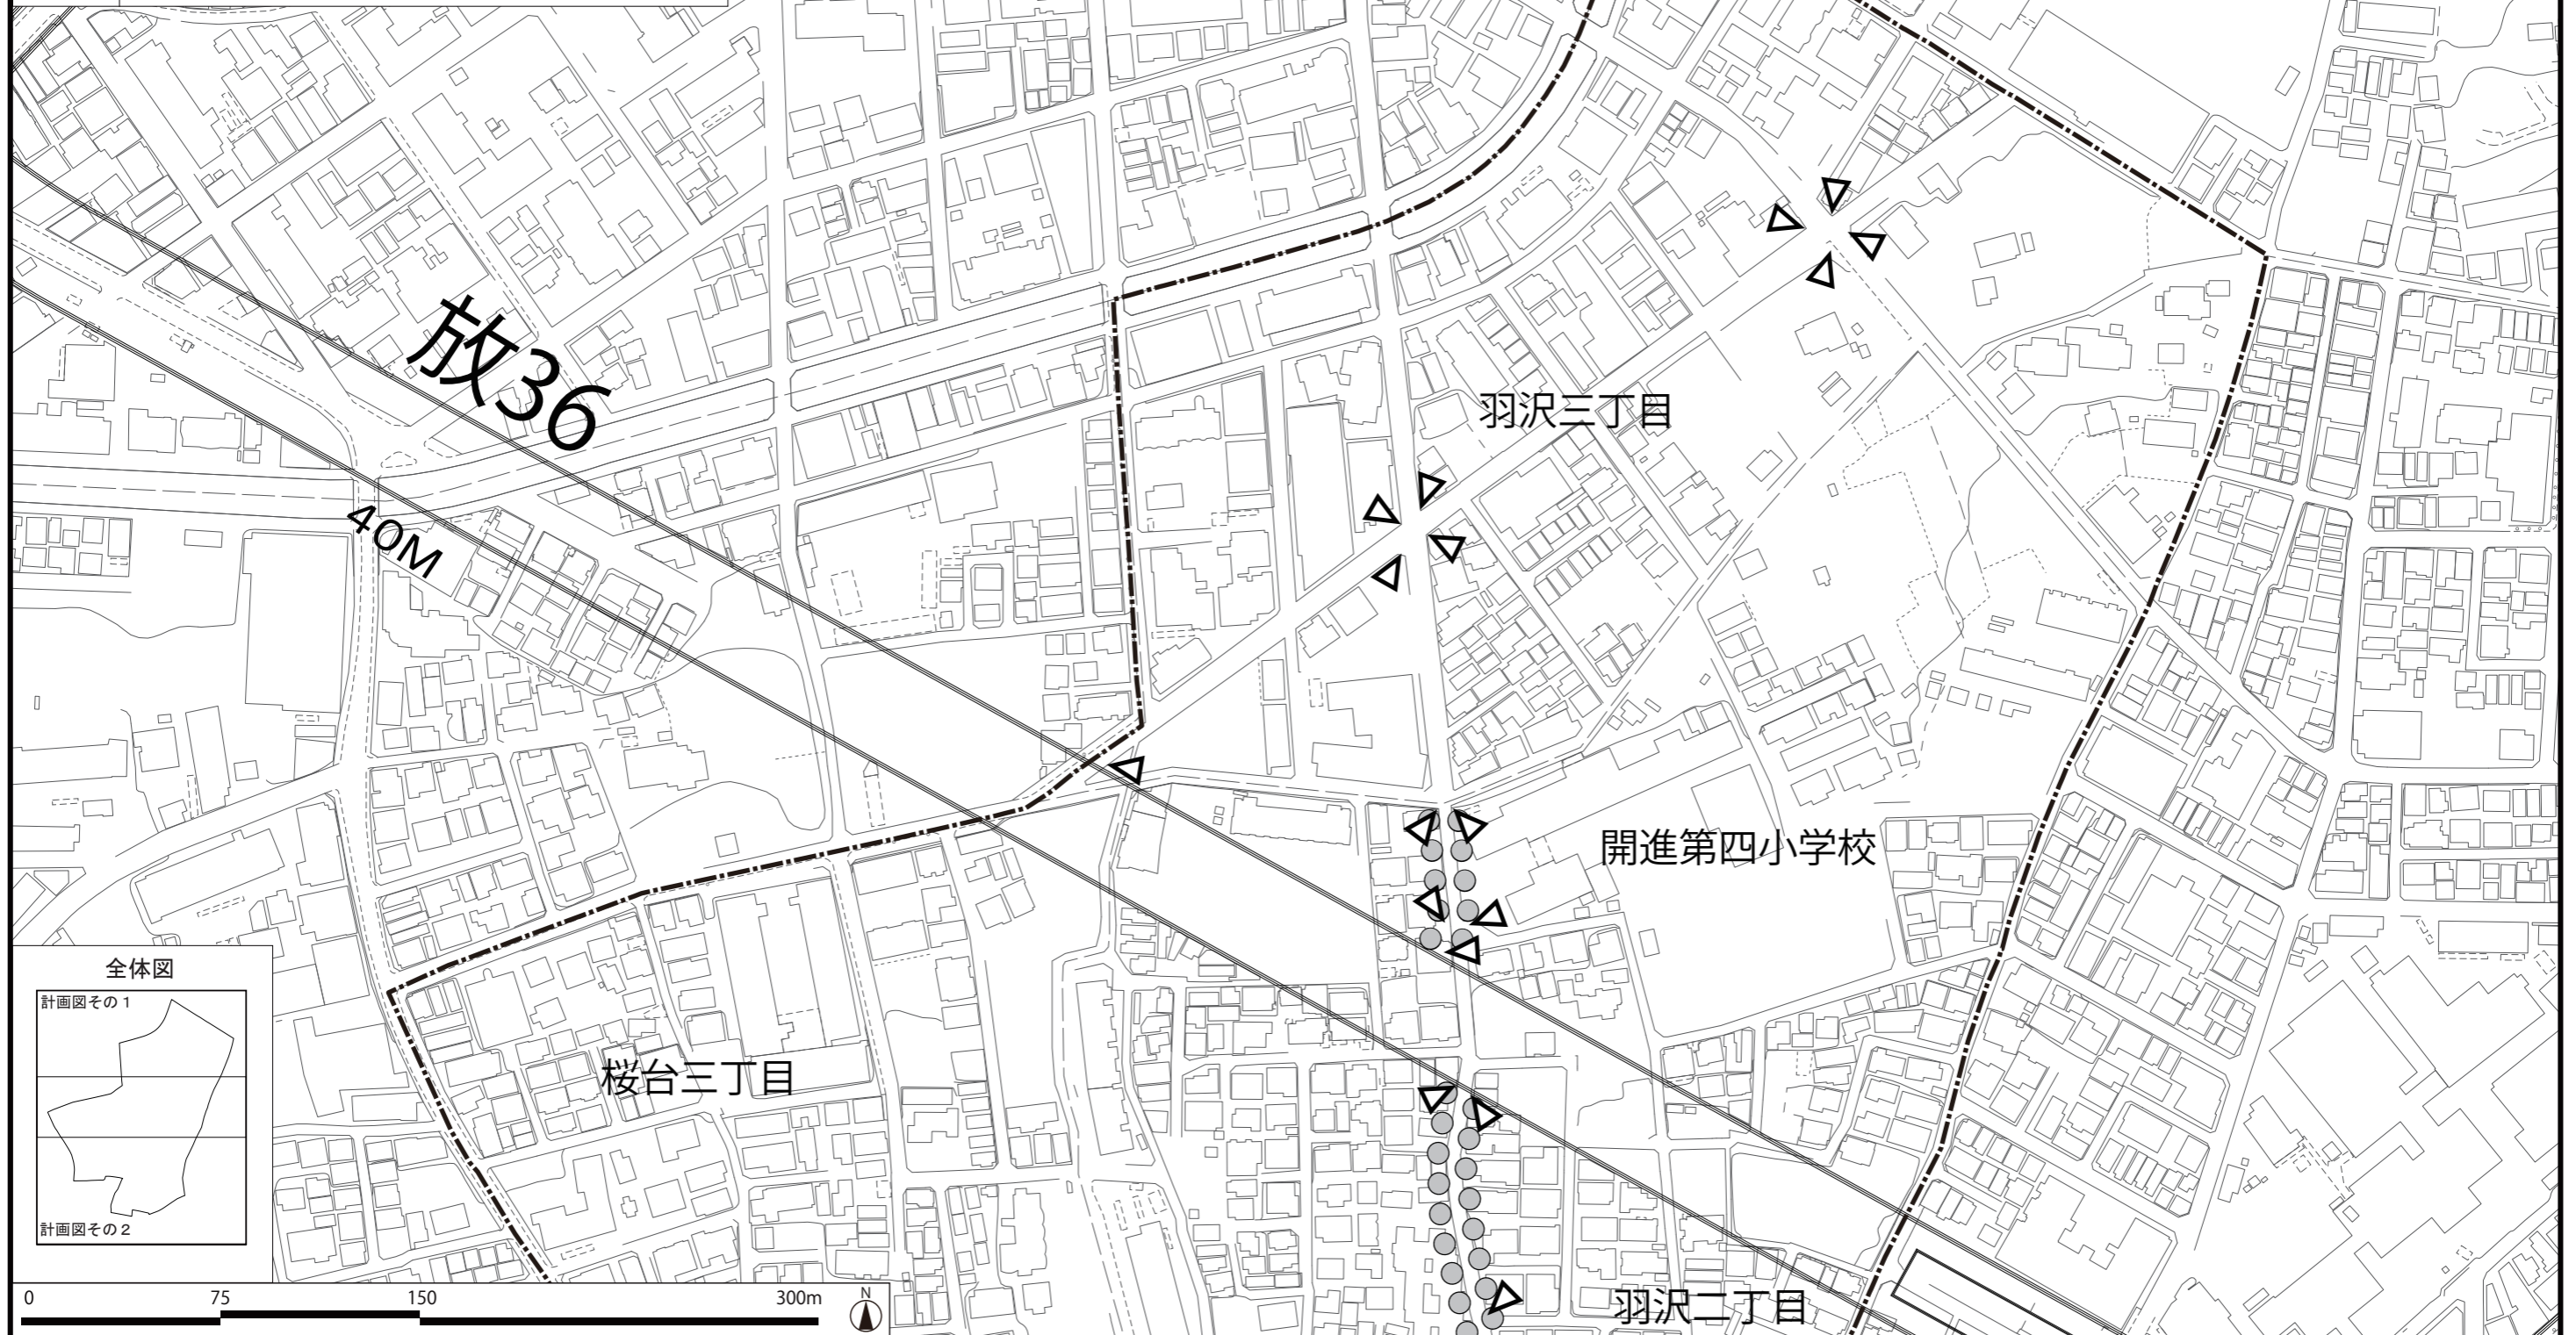 放36
40M
羽沢三丁目
開進第四小学校
桜台三丁目
羽沢二丁目
全体図
計画図その1
計画図その2
0 75 150 300m
N